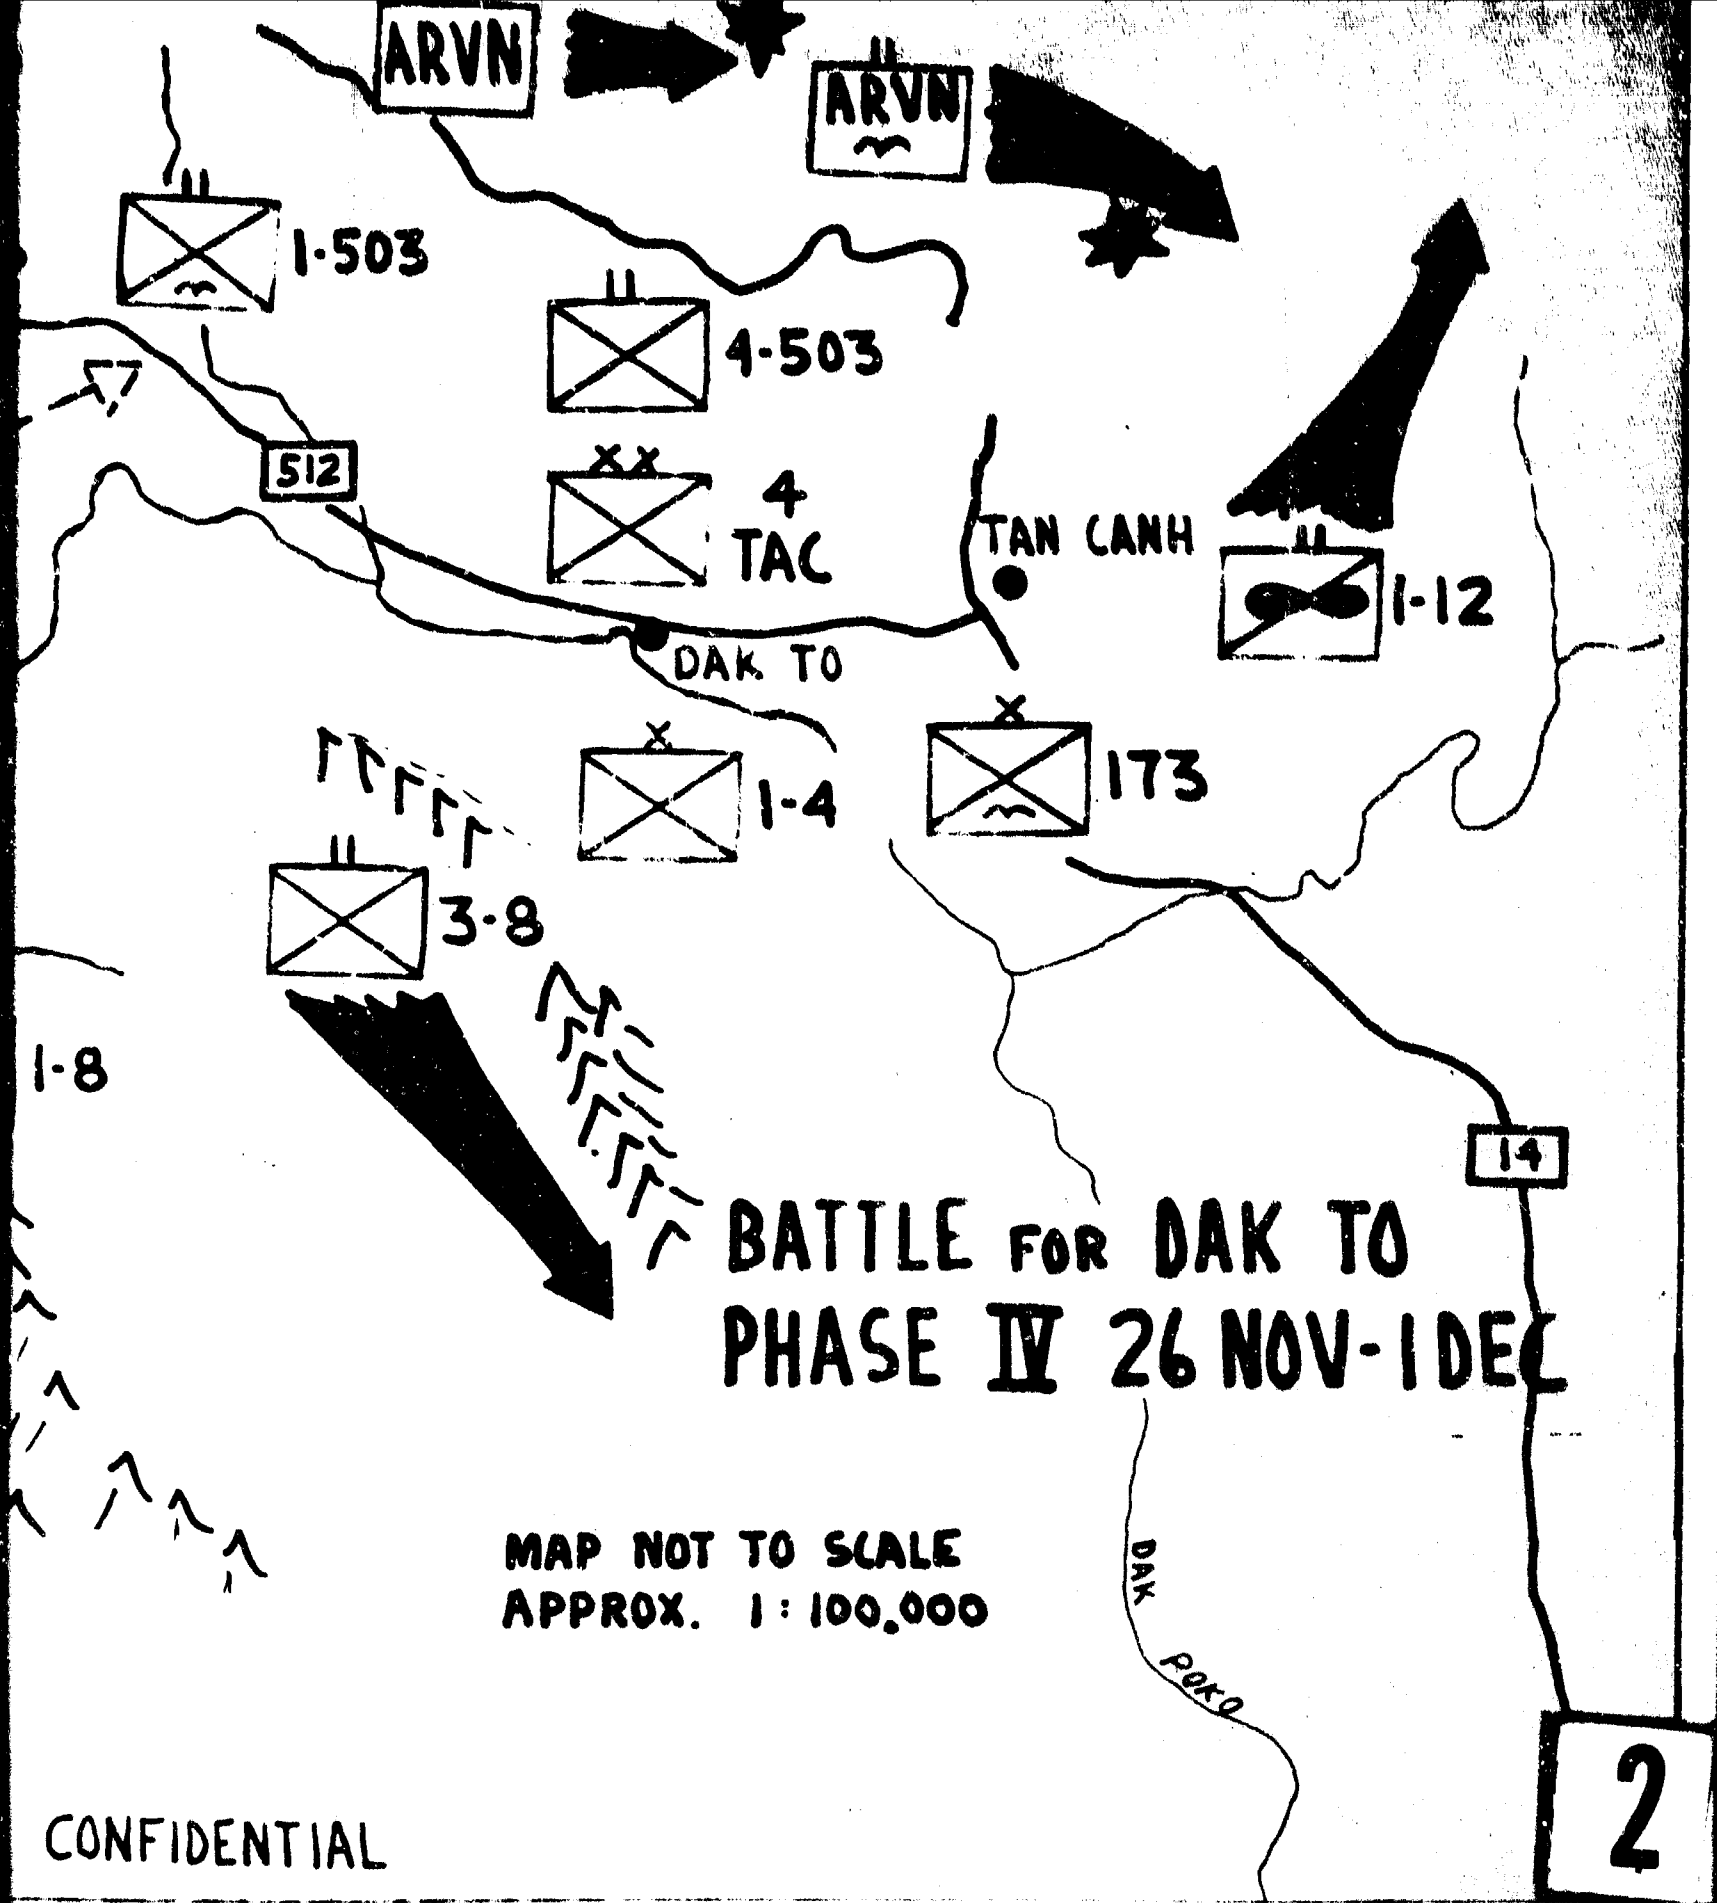 ARVN
ARVN
1-503
4-503
512
4
TAC
TAN CANH
1-12
DAK TO
1-4
173
3-8
1-8
14
BATTLE FOR DAK TO
PHASE IV 26 NOV-1 DEC
MAP NOT TO SCALE
APPROX. 1:100,000
DAK
POKO
2
CONFIDENTIAL